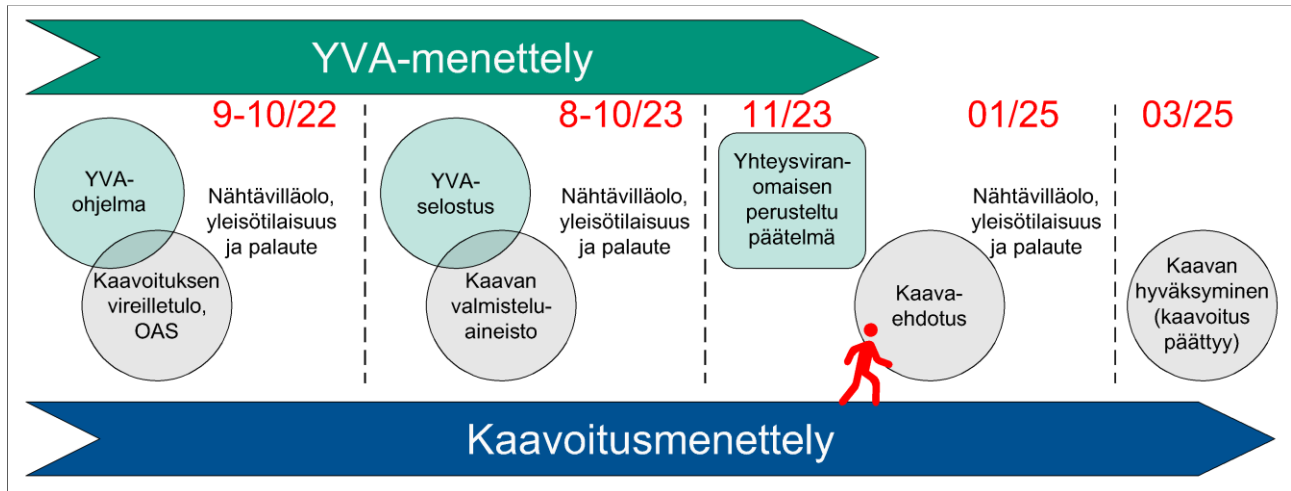 YVA-menettely
9-10/22
8-10/23
11/23
01/25
03/25
YVA-
ohjelma
Kaavoituksen
vireilletulo,
OAS
Nähtävilläolo,
yleisötilaisuus
ja palaute
YVA-
selostus
Kaavan
valmistelu-
aineisto
Nähtävilläolo,
yleisötilaisuus
ja palaute
Yhteysviran-
omaisen
perusteltu
päätelmä
Kaava-
ehdotus
Nähtävilläolo,
yleisötilaisuus
ja palaute
Kaavan
hyväksyminen
(kaavoitus
päättyy)
Kaavoitusmenettely